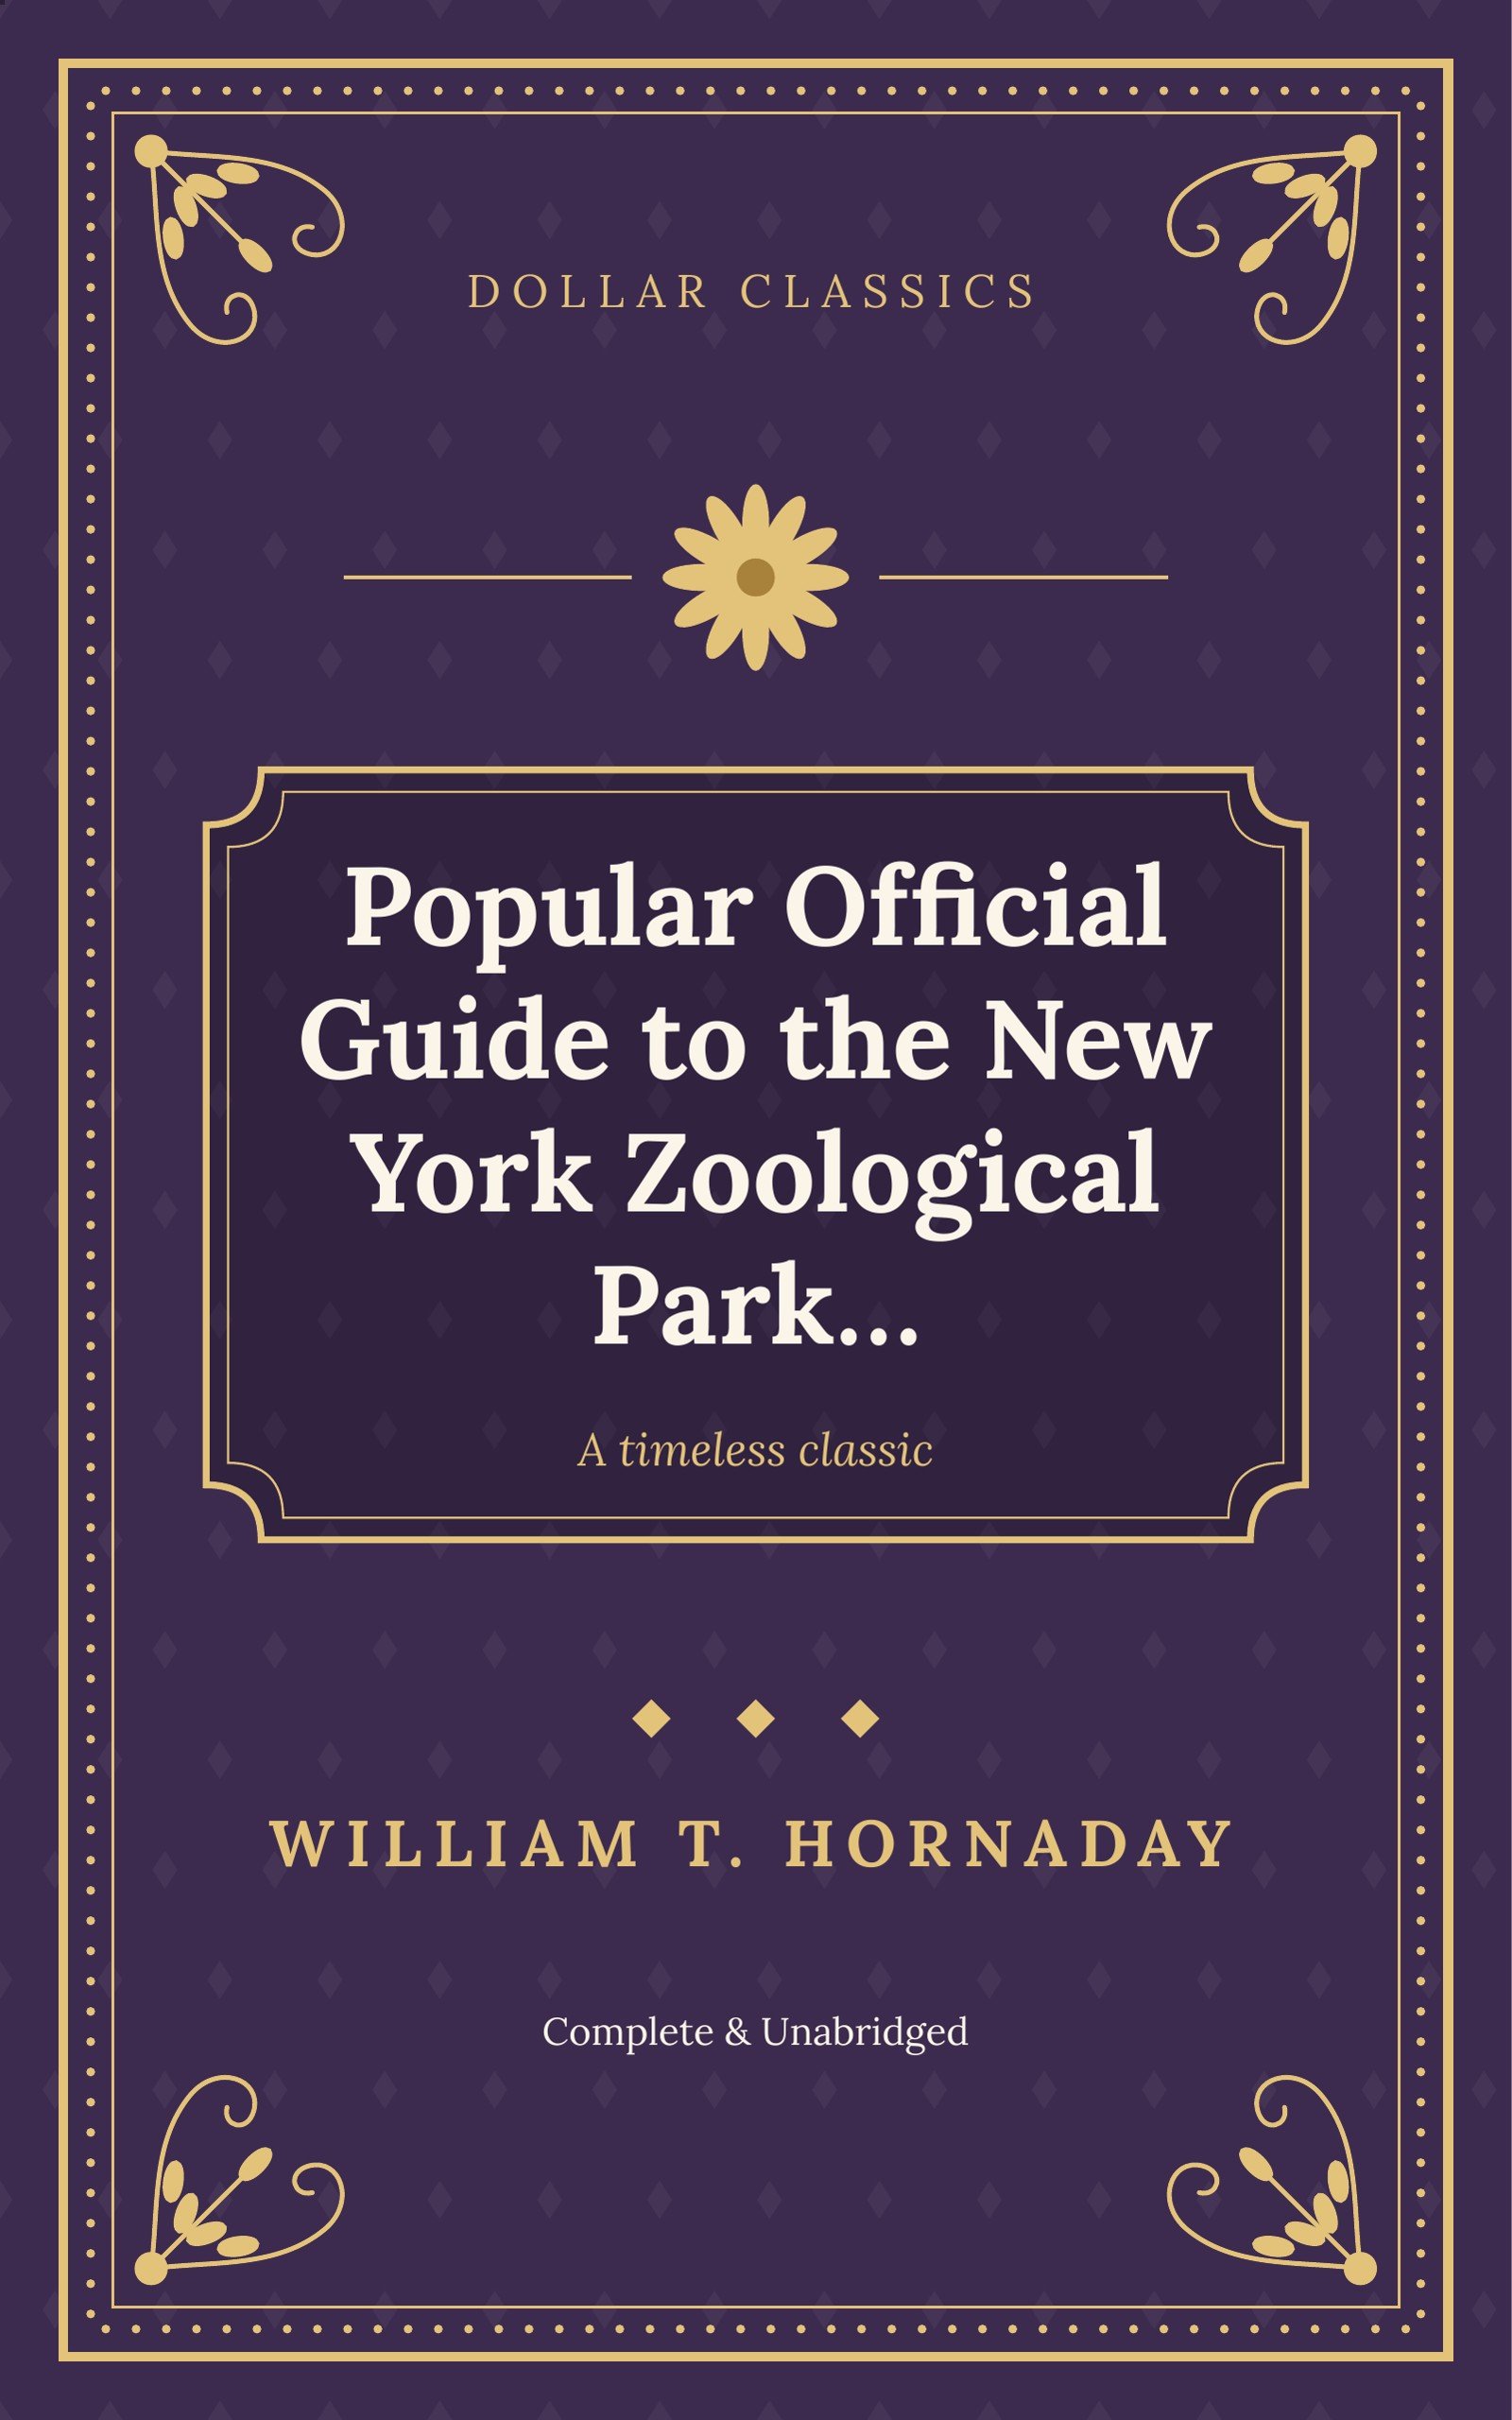 DOLLAR CLASSICS
Popular Official
Guide to the New
York Zoological
Park...
A timeless classic
WILLIAM T. HORNADAY
Complete & Unabridged